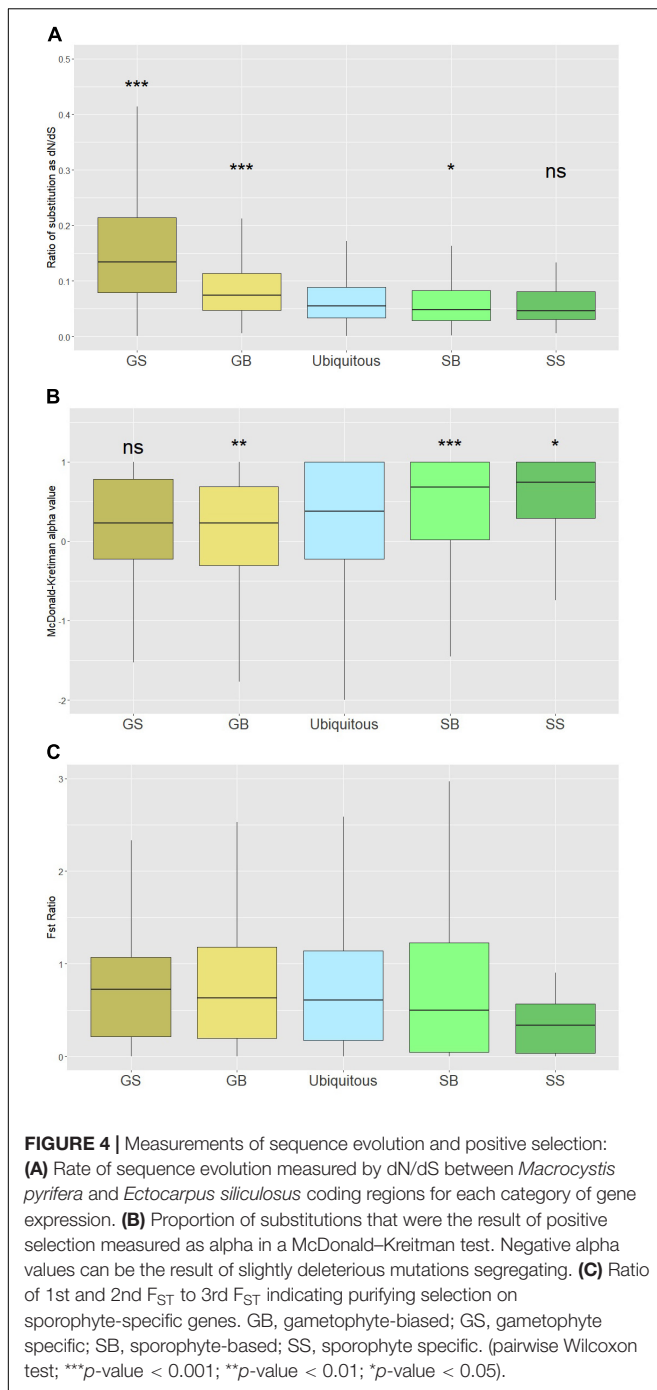 A
Ratio of substitution as dN/dS
0.5
0.4
0.3
0.2
0.1
0.0
***
***
*
ns
GS GB Ubiquitous SB SS
B
McDonald-Kretiman alpha value
1
0
-1
-2
ns
**
***
*
GS GB Ubiquitous SB SS
C
Fst Ratio
3
2
1
0
GS GB Ubiquitous SB SS
FIGURE 4 | Measurements of sequence evolution and positive selection:
(A) Rate of sequence evolution measured by dN/dS between Macrocystis
pyrifera and Ectocarpus siliculosus coding regions for each category of gene
expression. (B) Proportion of substitutions that were the result of positive
selection measured as alpha in a McDonald–Kreitman test. Negative alpha
values can be the result of slightly deleterious mutations segregating. (C) Ratio
of 1st and 2nd FST to 3rd FST indicating purifying selection on
sporophyte-specific genes. GB, gametophyte-biased; GS, gametophyte
specific; SB, sporophyte-based; SS, sporophyte specific. (pairwise Wilcoxon
test; ***p-value < 0.001; **p-value < 0.01; *p-value < 0.05).